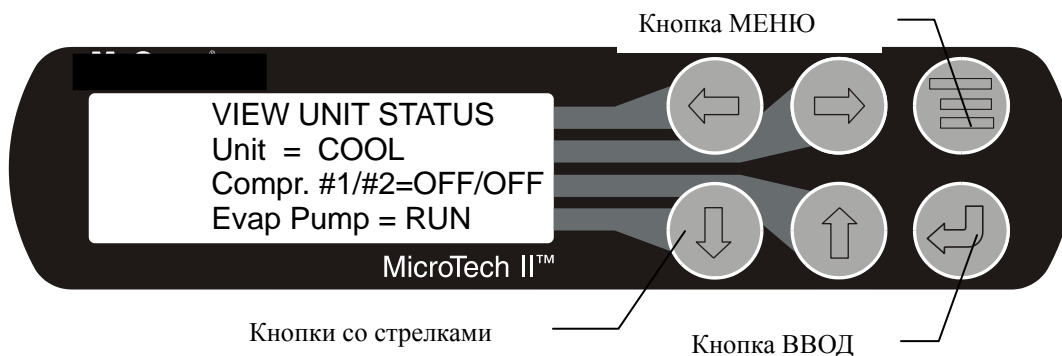 Кнопка МЕНЮ
VIEW UNIT STATUS
Unit = COOL
Compr. #1/#2=OFF/OFF
Evap Pump = RUN
MicroTech II™
Кнопки со стрелками
Кнопка ВВОД